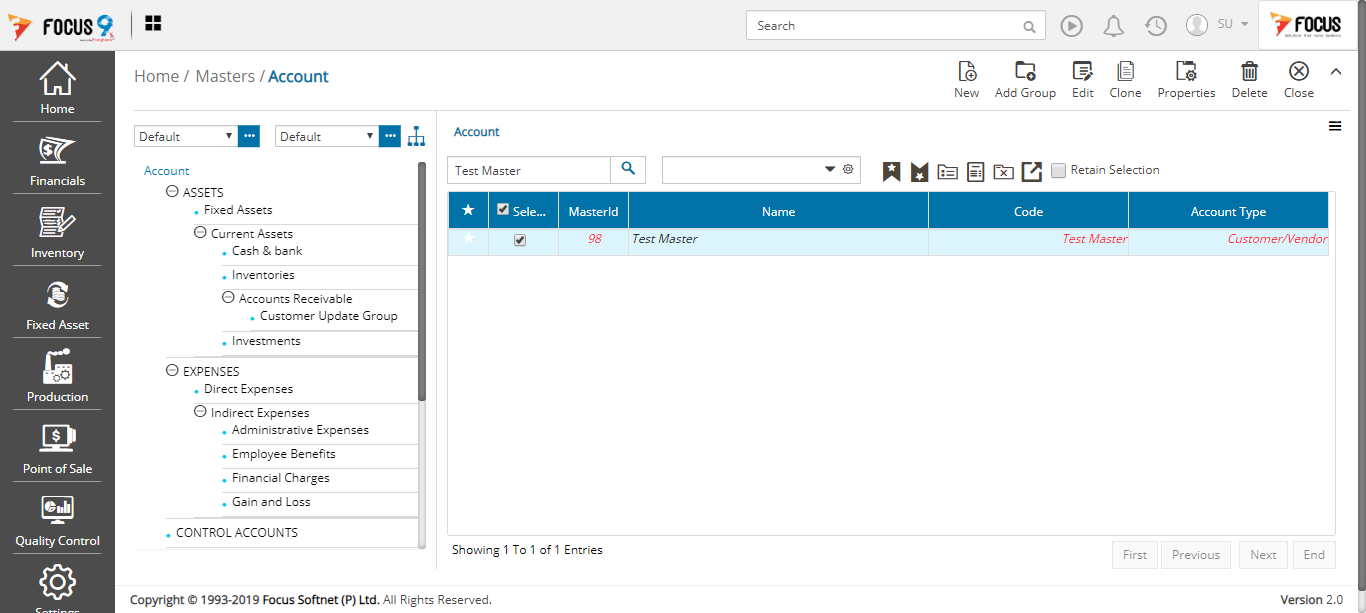 FOCUS 9
Search
SU
FOCUS
Home
Financials
Inventory
Fixed Asset
Production
Point of Sale
Quality Control
Settings
Home / Masters / Account
New
Add Group
Edit
Clone
Properties
Delete
Close
Default
Default
Account
ASSETS
Fixed Assets
Current Assets
Cash & bank
Inventories
Accounts Receivable
Customer Update Group
Investments
EXPENSES
Direct Expenses
Indirect Expenses
Administrative Expenses
Employee Benefits
Financial Charges
Gain and Loss
CONTROL ACCOUNTS
Account
Test Master
Retain Selection
Sele... MasterId Name Code Account Type
98 Test Master Test Master Customer/Vendor
Showing 1 To 1 of 1 Entries
First Previous Next End
Copyright © 1993-2019 Focus Softnet (P) Ltd. All Rights Reserved.
Version 2.0